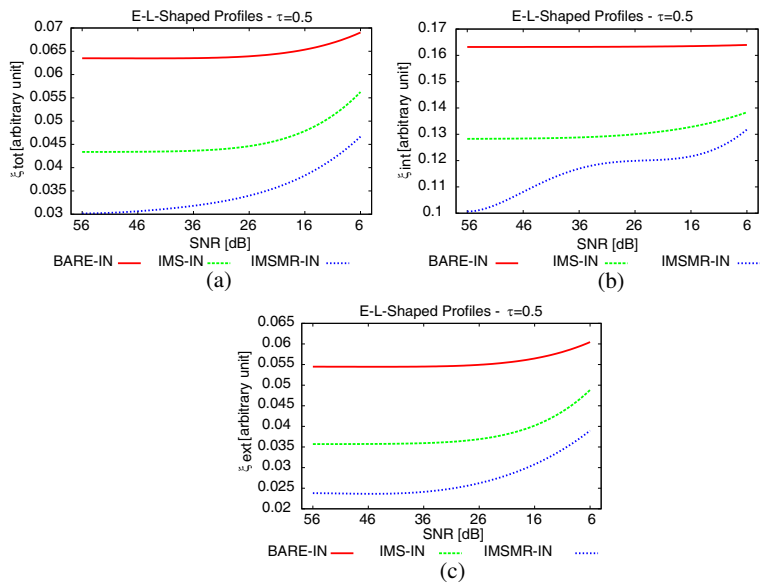 E-L-Shaped Profiles - τ=0.5
0.07
0.065
0.06
0.055
0.05
0.045
0.04
0.035
0.03
ξtot [arbitrary unit]
56 46 36 26 16 6
SNR [dB]
BARE-IN IMS-IN IMSMR-IN
(a)
E-L-Shaped Profiles - τ=0.5
0.17
0.16
0.15
0.14
0.13
0.12
0.11
0.1
ξint [arbitrary unit]
56 46 36 26 16 6
SNR [dB]
BARE-IN IMS-IN IMSMR-IN
(b)
E-L-Shaped Profiles - τ=0.5
0.065
0.06
0.055
0.05
0.045
0.04
0.035
0.03
0.025
0.02
ξext [arbitrary unit]
56 46 36 26 16 6
SNR [dB]
BARE-IN IMS-IN IMSMR-IN
(c)